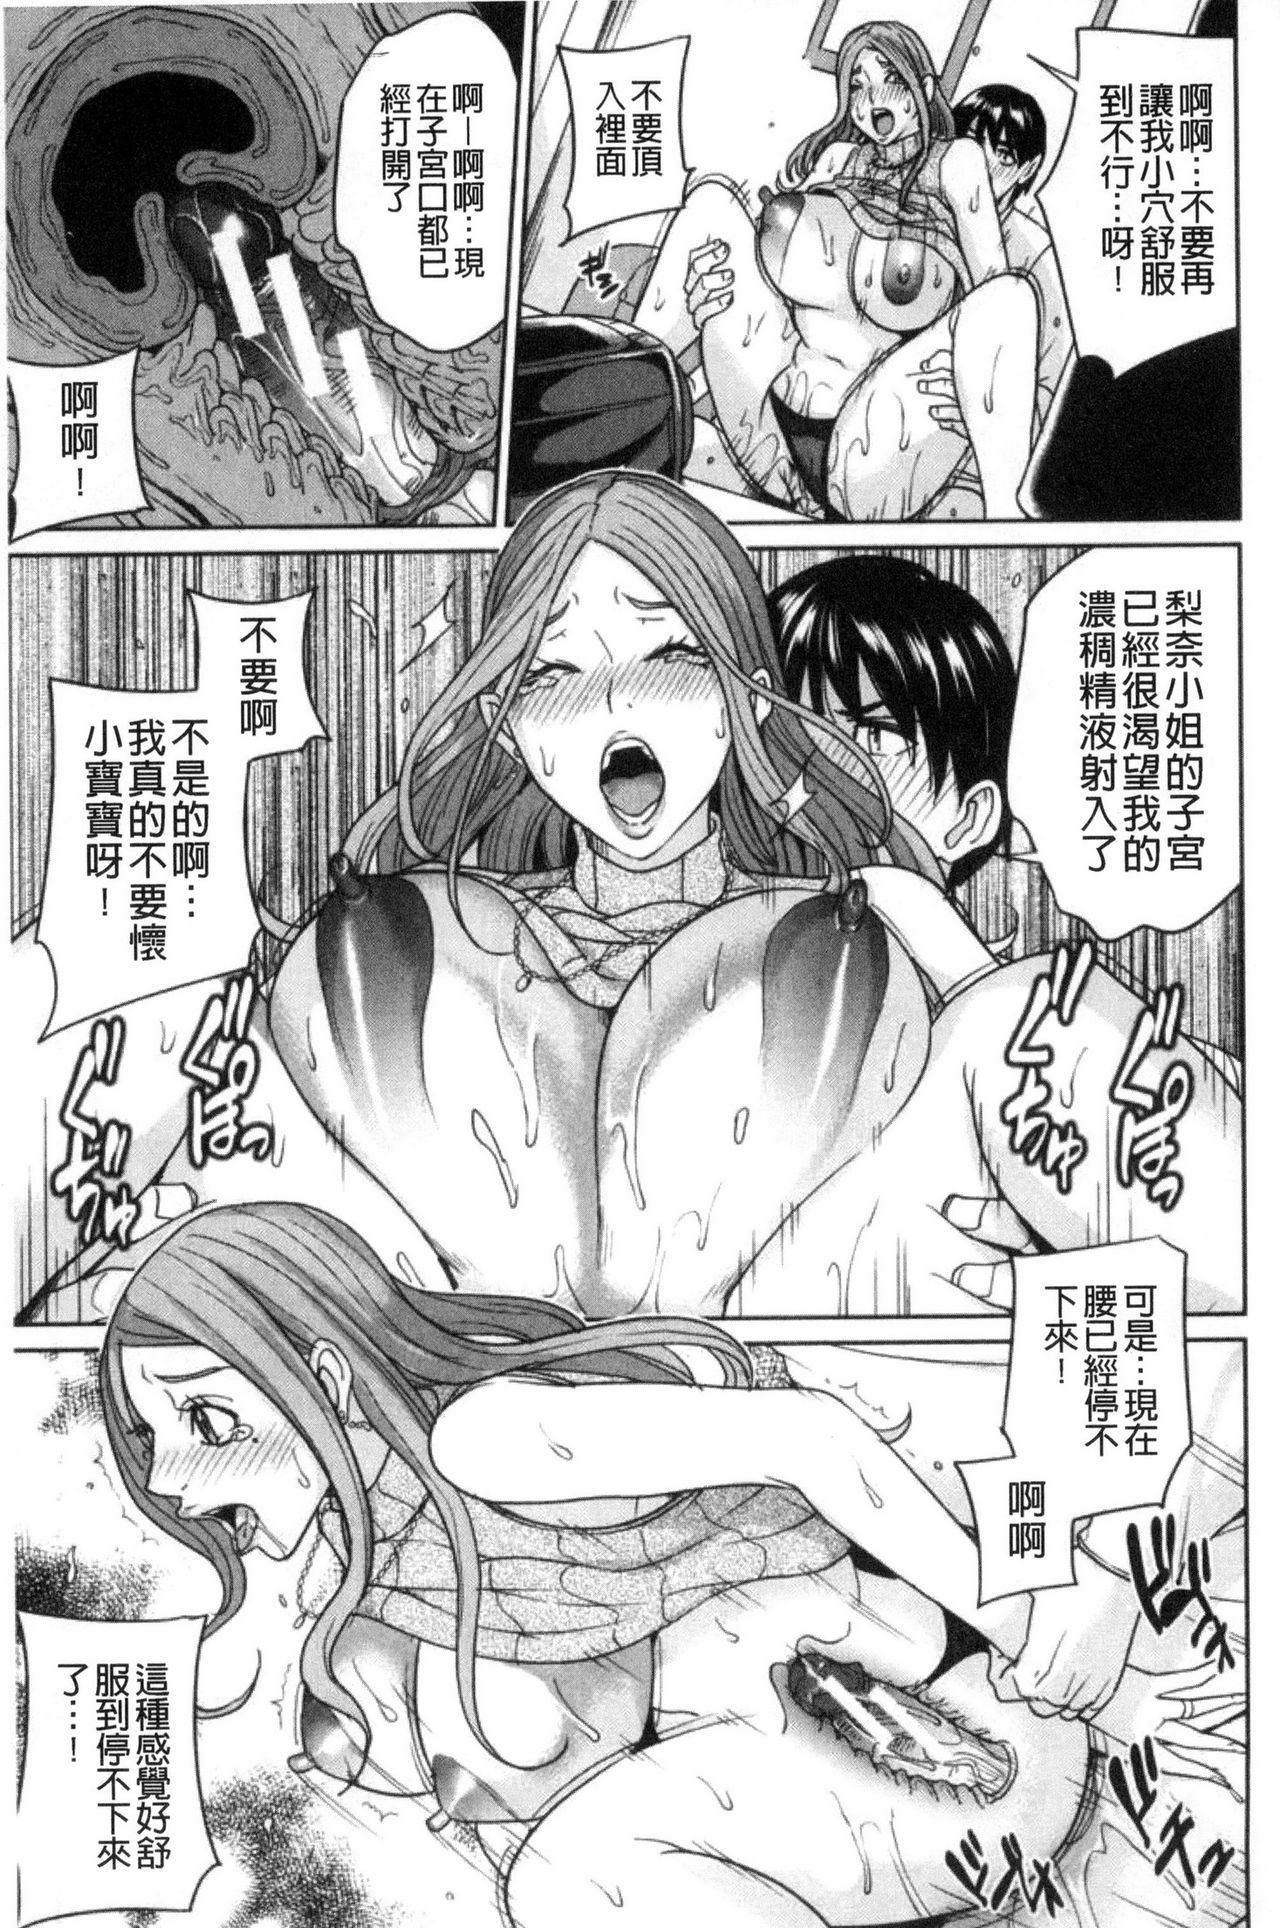 啊啊…不要再
讓我小穴舒服
到不行…呀！
不要頂
入裡面
啊—啊啊…現
在子宮口都已
經打開了
啊啊！
梨奈小姐的子宮
已經很渴望我的
濃稠精液射入了
不要啊
不是的啊…
我真的不要懷
小寶寶呀！
ぐぽっ
ぐちゅ
ぐぽっ
ぐちゅ
可是…現在
腰已經停不
下來！
啊啊
這種感覺好舒
服到停不下來
了…！